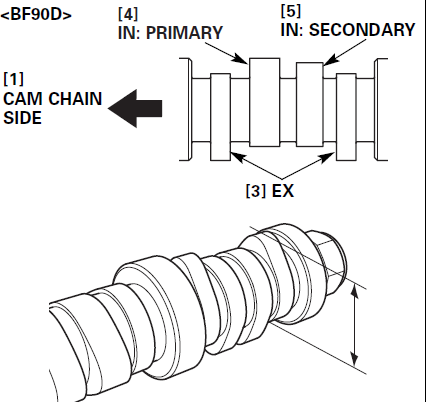 <BF90D>
[4]
IN: PRIMARY
[5]
IN: SECONDARY
[1]
CAM CHAIN
SIDE
[3] EX